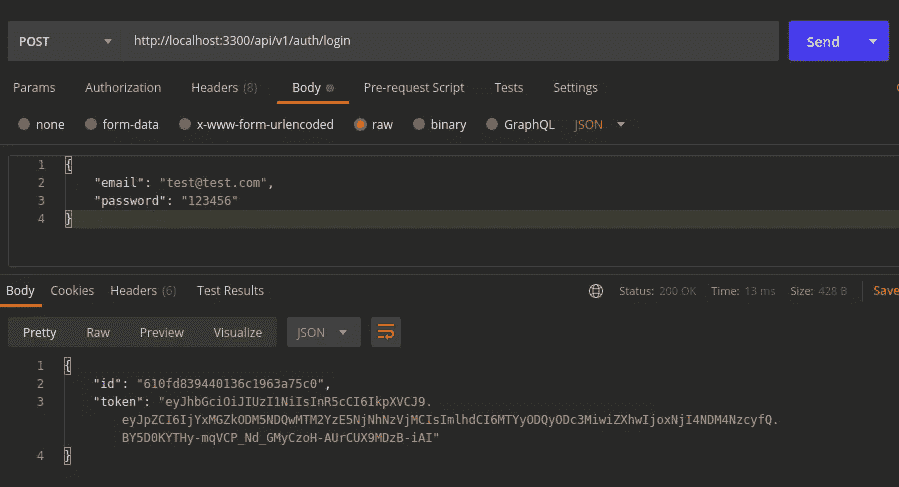 POST http://localhost:3300/api/v1/auth/login Send
Params Authorization Headers (8) Body Pre-request Script Tests Settings
none form-data x-www-form-urlencoded raw binary GraphQL JSON
1 {
2 "email": "test@test.com",
3 "password": "123456"
4 }
Body Cookies Headers (6) Test Results Status: 200 OK Time: 13 ms Size: 428 B Save
Pretty Raw Preview Visualize JSON
1 {
2 "id": "610fd839440136c1963a75c0",
3 "token": "eyJhbGciOiJIUzI1NiIsInR5cCI6IkpXVCJ9.
eyJpZCI6IjYxMGZkODM5NDQwMTM2YzE5NjNhNzVjMCIsImlhdCI6MTYyODQyODc3MiwiZXhwIjoxNjI4NDM4NzcyfQ.
BY5D0KYTHy-mqVCP_Nd_GMyCzoH-AUrCUX9MDzB-iAI"
4 }